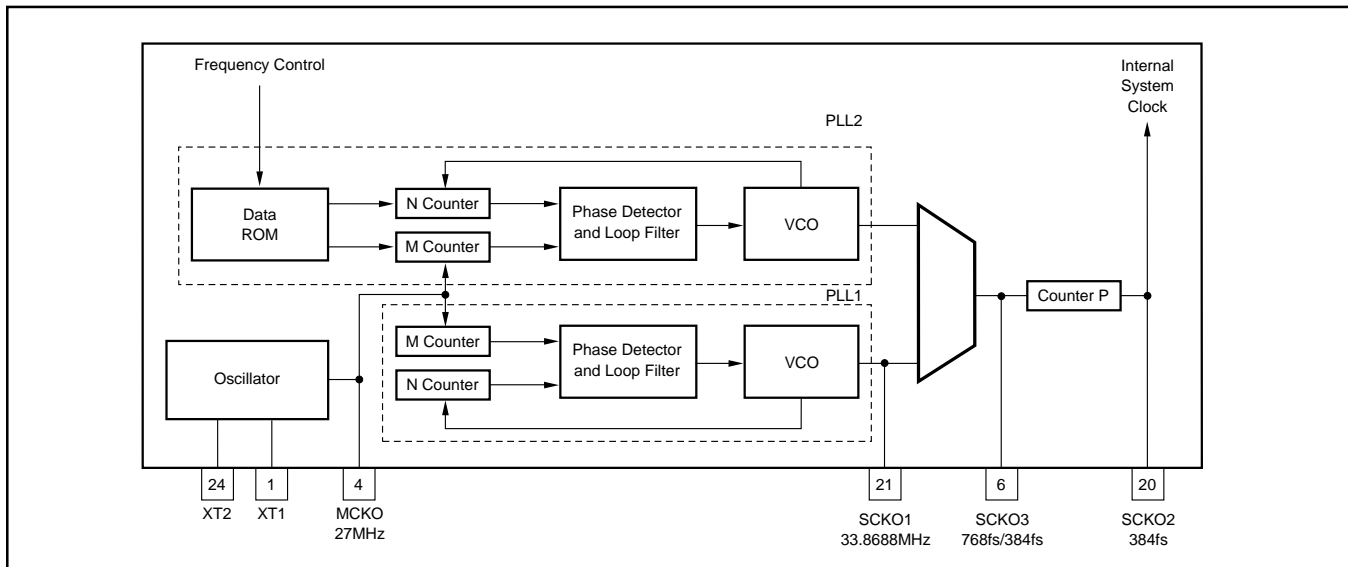 Frequency Control
Internal
System
Clock
PLL2
Data
ROM
N Counter
M Counter
Phase Detector
and Loop Filter
VCO
PLL1
M Counter
N Counter
Phase Detector
and Loop Filter
VCO
Counter P
Oscillator
24
1
4
21
6
20
XT2
XT1
MCKO
27MHz
SCKO1
33.8688MHz
SCKO3
768fs/384fs
SCKO2
384fs